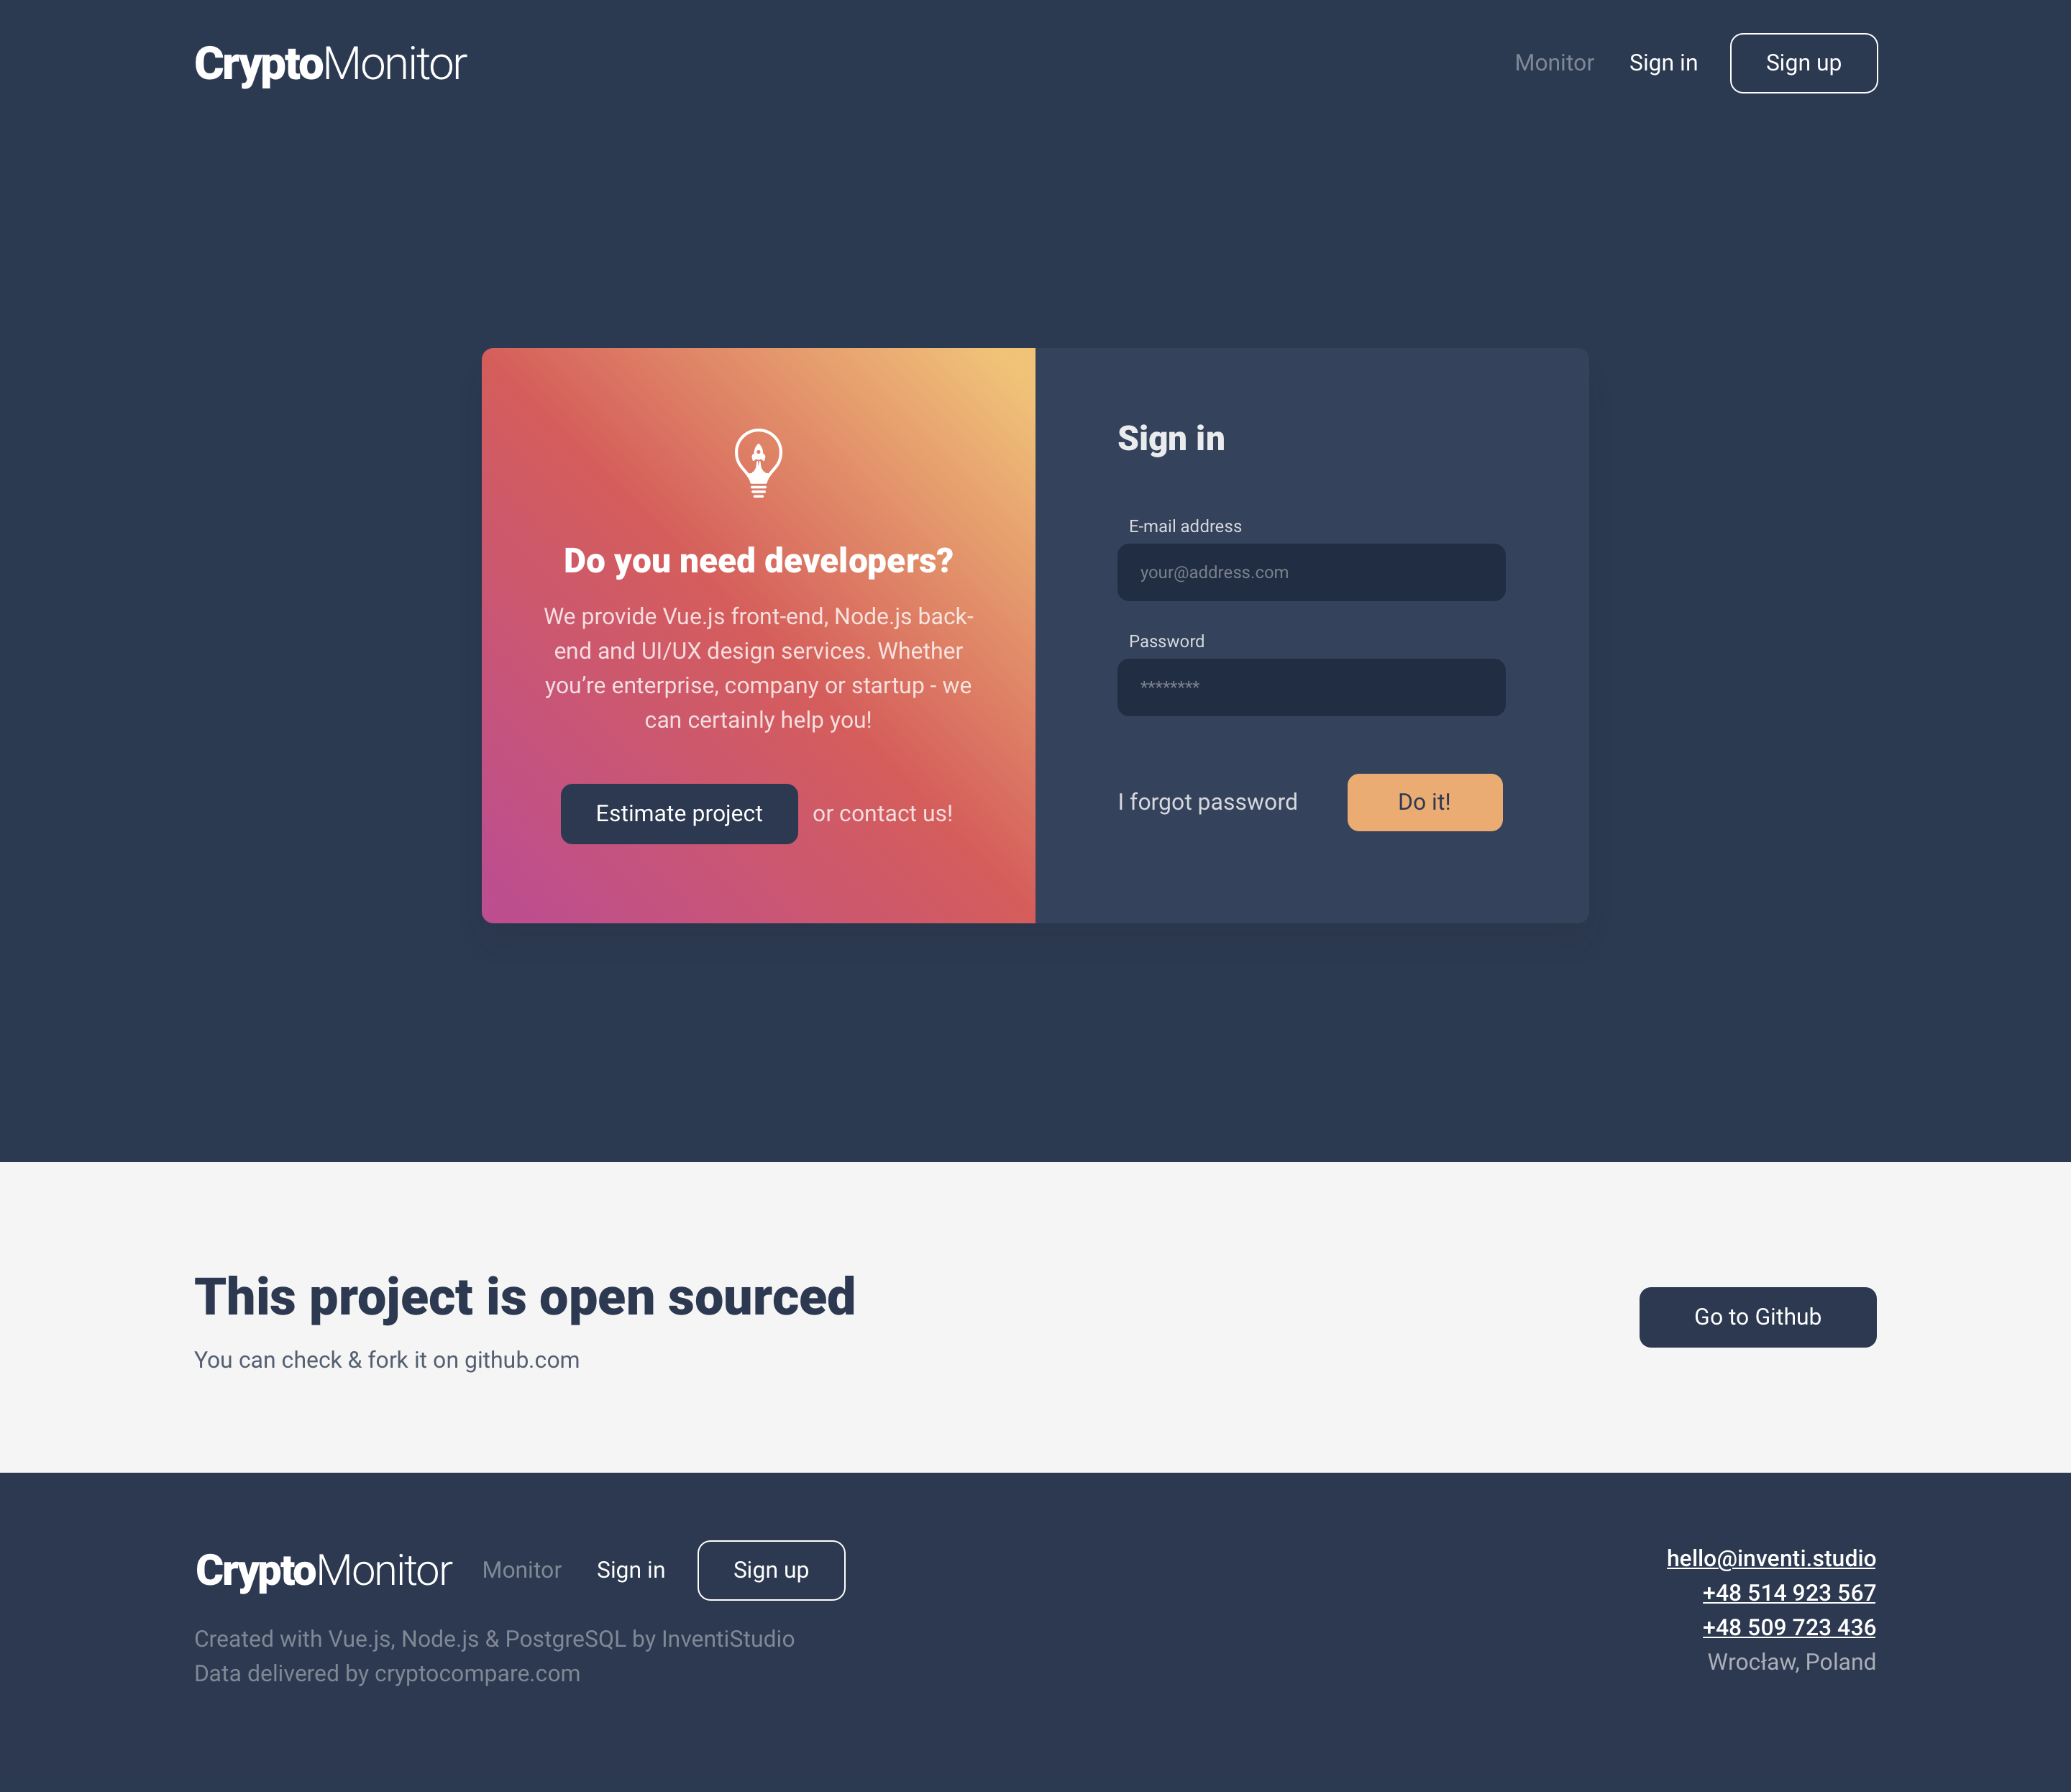 CryptoMonitor
Monitor
Sign in
Sign up
Do you need developers?
We provide Vue.js front-end, Node.js back-
end and UI/UX design services. Whether
you’re enterprise, company or startup - we
can certainly help you!
Estimate project
or contact us!
Sign in
E-mail address
your@address.com
Password
********
I forgot password
Do it!
This project is open sourced
You can check & fork it on github.com
Go to Github
CryptoMonitor
Monitor
Sign in
Sign up
Created with Vue.js, Node.js & PostgreSQL by InventiStudio
Data delivered by cryptocompare.com
hello@inventi.studio
+48 514 923 567
+48 509 723 436
Wrocław, Poland